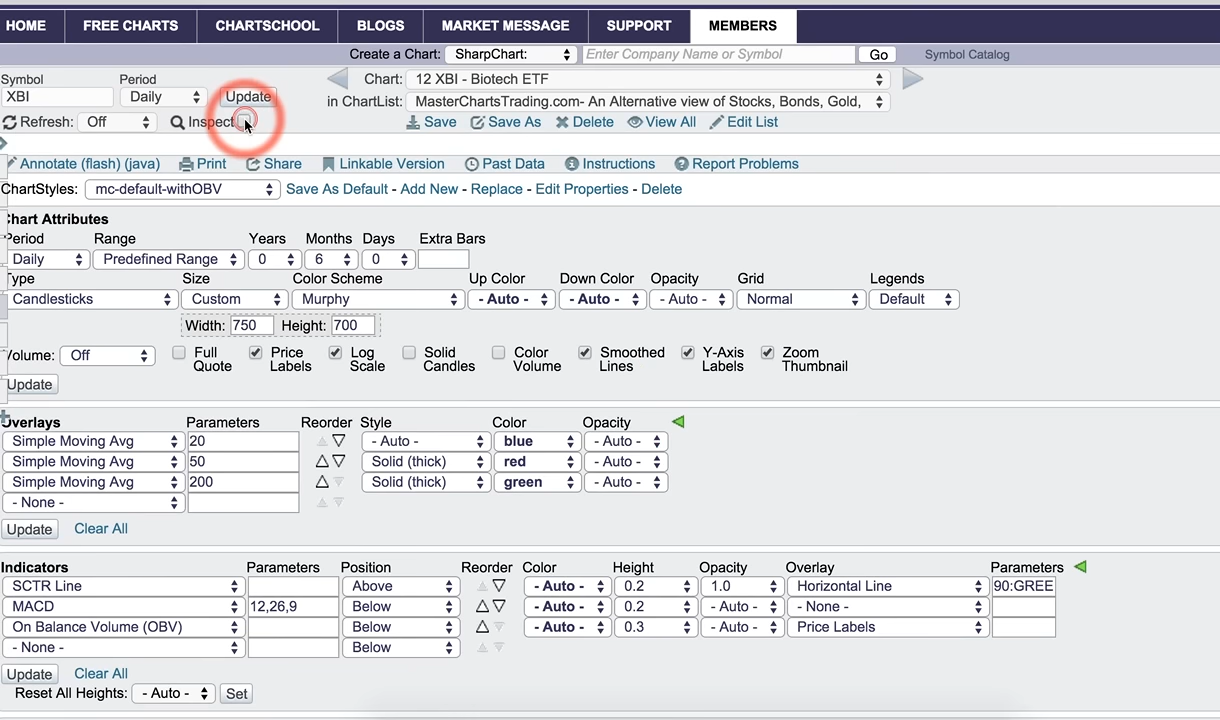 HOME FREE CHARTS CHARTSCHOOL BLOGS MARKET MESSAGE SUPPORT MEMBERS
Create a Chart: SharpChart: Enter Company Name or Symbol Go Symbol Catalog
Symbol Period Chart: 12 XBI - Biotech ETF
XBI Daily Update in ChartList: MasterChartsTrading.com- An Alternative view of Stocks, Bonds, Gold,
Refresh: Off Inspect Save Save As Delete View All Edit List
Annotate (flash) (java) Print Share Linkable Version Past Data Instructions Report Problems
ChartStyles: mc-default-withOBV Save As Default - Add New - Replace - Edit Properties - Delete
Chart Attributes
Period Range Years Months Days Extra Bars
Daily Predefined Range 0 6 0
Type Size Color Scheme Up Color Down Color Opacity Grid Legends
Candlesticks Custom Murphy - Auto - - Auto - - Auto - Normal Default
Width: 750 Height: 700
Volume: Off Full Quote Price Labels Log Scale Solid Candles Color Volume Smoothed Lines Y-Axis Labels Zoom Thumbnail
Update
Overlays Parameters Reorder Style Color Opacity
Simple Moving Avg 20 - Auto - blue - Auto -
Simple Moving Avg 50 Solid (thick) red - Auto -
Simple Moving Avg 200 Solid (thick) green - Auto -
- None -
Update Clear All
Indicators Parameters Position Reorder Color Height Opacity Overlay Parameters
SCTR Line Above - Auto - 0.2 1.0 Horizontal Line 90:GREE
MACD 12,26,9 Below - Auto - 0.2 - Auto - - None -
On Balance Volume (OBV) Below - Auto - 0.3 - Auto - Price Labels
- None - Below
Update Clear All
Reset All Heights: - Auto - Set